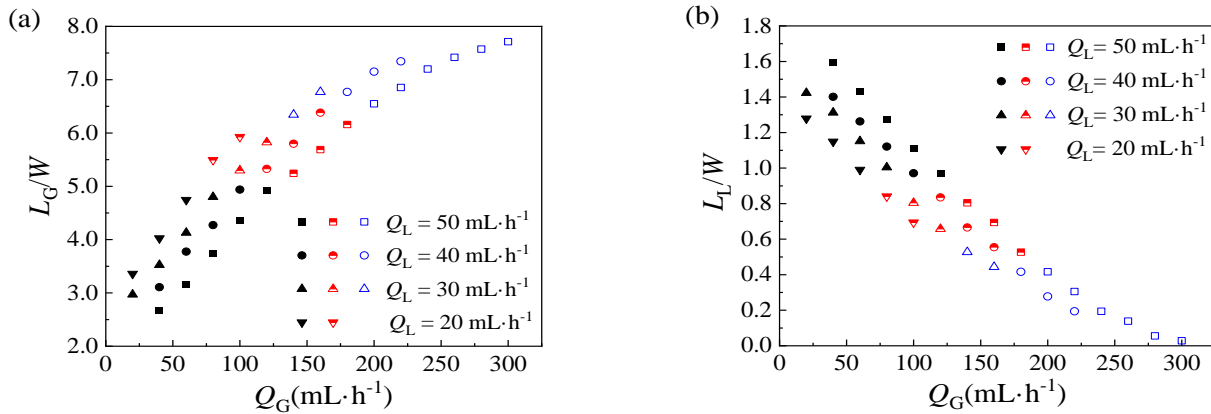 (a)
8.0
7.0
6.0
5.0
4.0
3.0
2.0
L_G/W
0 50 100 150 200 250 300
Q_G(mL·h⁻¹)
Q_L = 50 mL·h⁻¹
Q_L = 40 mL·h⁻¹
Q_L = 30 mL·h⁻¹
Q_L = 20 mL·h⁻¹
(b)
1.8
1.6
1.4
1.2
1.0
0.8
0.6
0.4
0.2
0.0
L_L/W
0 50 100 150 200 250 300
Q_G(mL·h⁻¹)
Q_L= 50 mL·h⁻¹
Q_L= 40 mL·h⁻¹
Q_L= 30 mL·h⁻¹
Q_L= 20 mL·h⁻¹